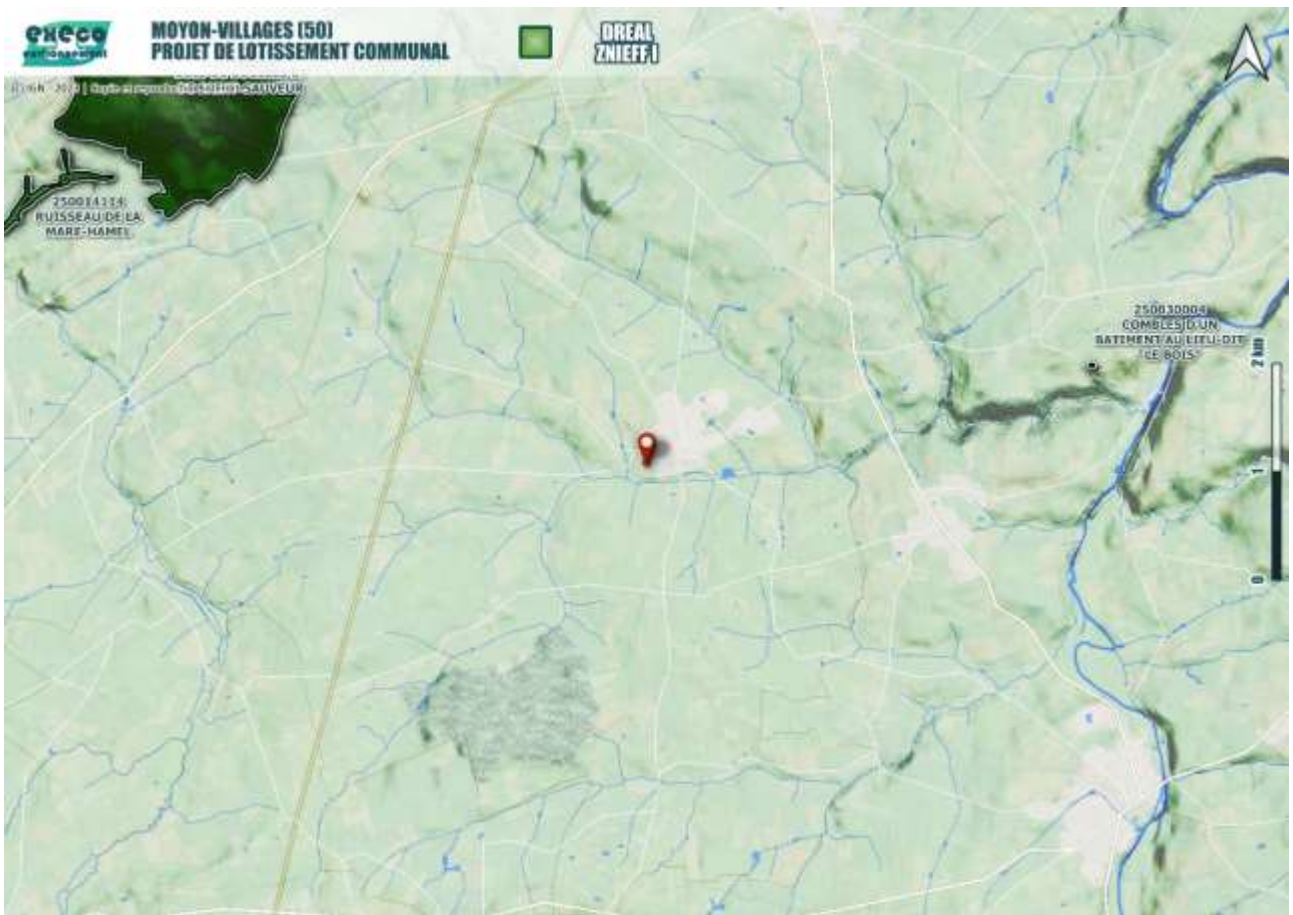 execo
environnement
MOYON-VILLAGES (50)
PROJET DE LOTISSEMENT COMMUNAL
DREAL
ZNIEFF I
SAUVEUR
250014114
RUISSEAU DE LA
MARE-HAMEL
250030004
COMBLES D'UN
BATIMENT AU LIEU-DIT
"LE BOIS"
2 km
1
0